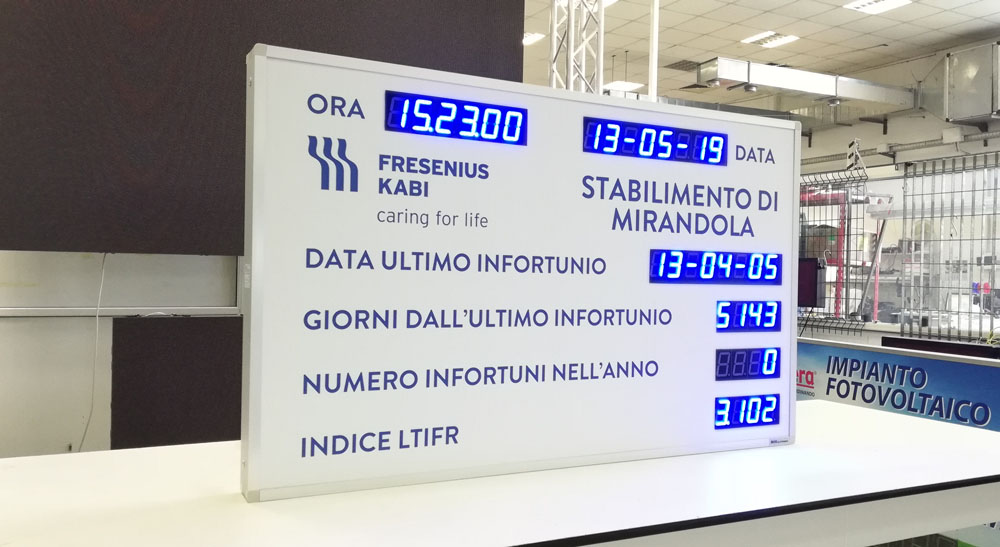 ORA 15.23.00
13-05-19 DATA
FRESENIUS
KABI
caring for life
STABILIMENTO DI
MIRANDOLA
DATA ULTIMO INFORTUNIO 13-04-05
GIORNI DALL'ULTIMO INFORTUNIO 5143
NUMERO INFORTUNI NELL'ANNO 0
INDICE LTIFR 3.102
IMPIANTO
FOTOVOLTAICO